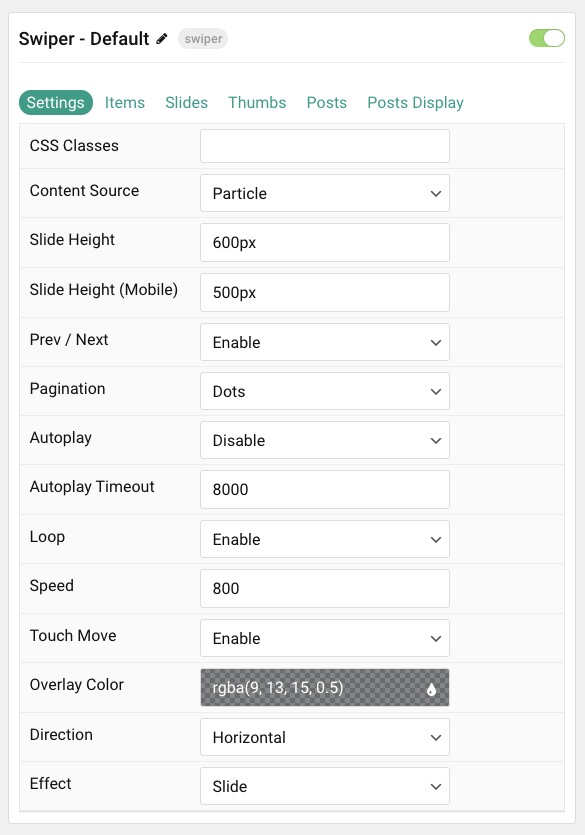 Swiper - Default swiper
Settings Items Slides Thumbs Posts Posts Display
CSS Classes
Content Source Particle
Slide Height 600px
Slide Height (Mobile) 500px
Prev / Next Enable
Pagination Dots
Autoplay Disable
Autoplay Timeout 8000
Loop Enable
Speed 800
Touch Move Enable
Overlay Color rgba(9, 13, 15, 0.5)
Direction Horizontal
Effect Slide